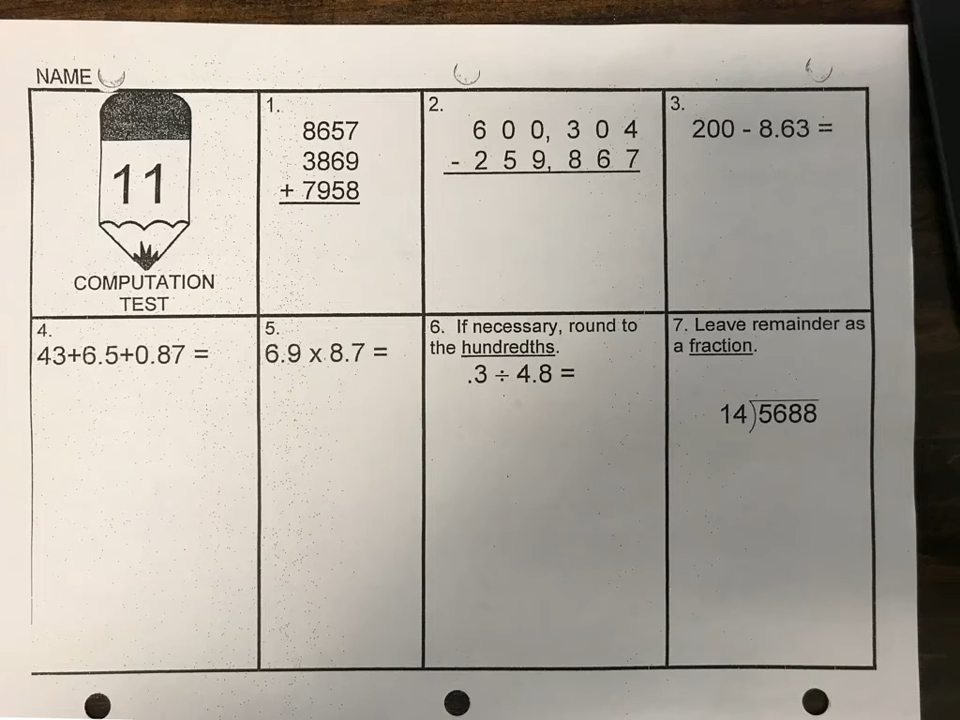 NAME
11
COMPUTATION
TEST
1.
8657
3869
+ 7958
2.
6 0 0, 3 0 4
- 2 5 9, 8 6 7
3.
200 - 8.63 =
4.
43+6.5+0.87 =
5.
6.9 x 8.7 =
6. If necessary, round to
the hundredths.
.3 ÷ 4.8 =
7. Leave remainder as
a fraction.
14)5688